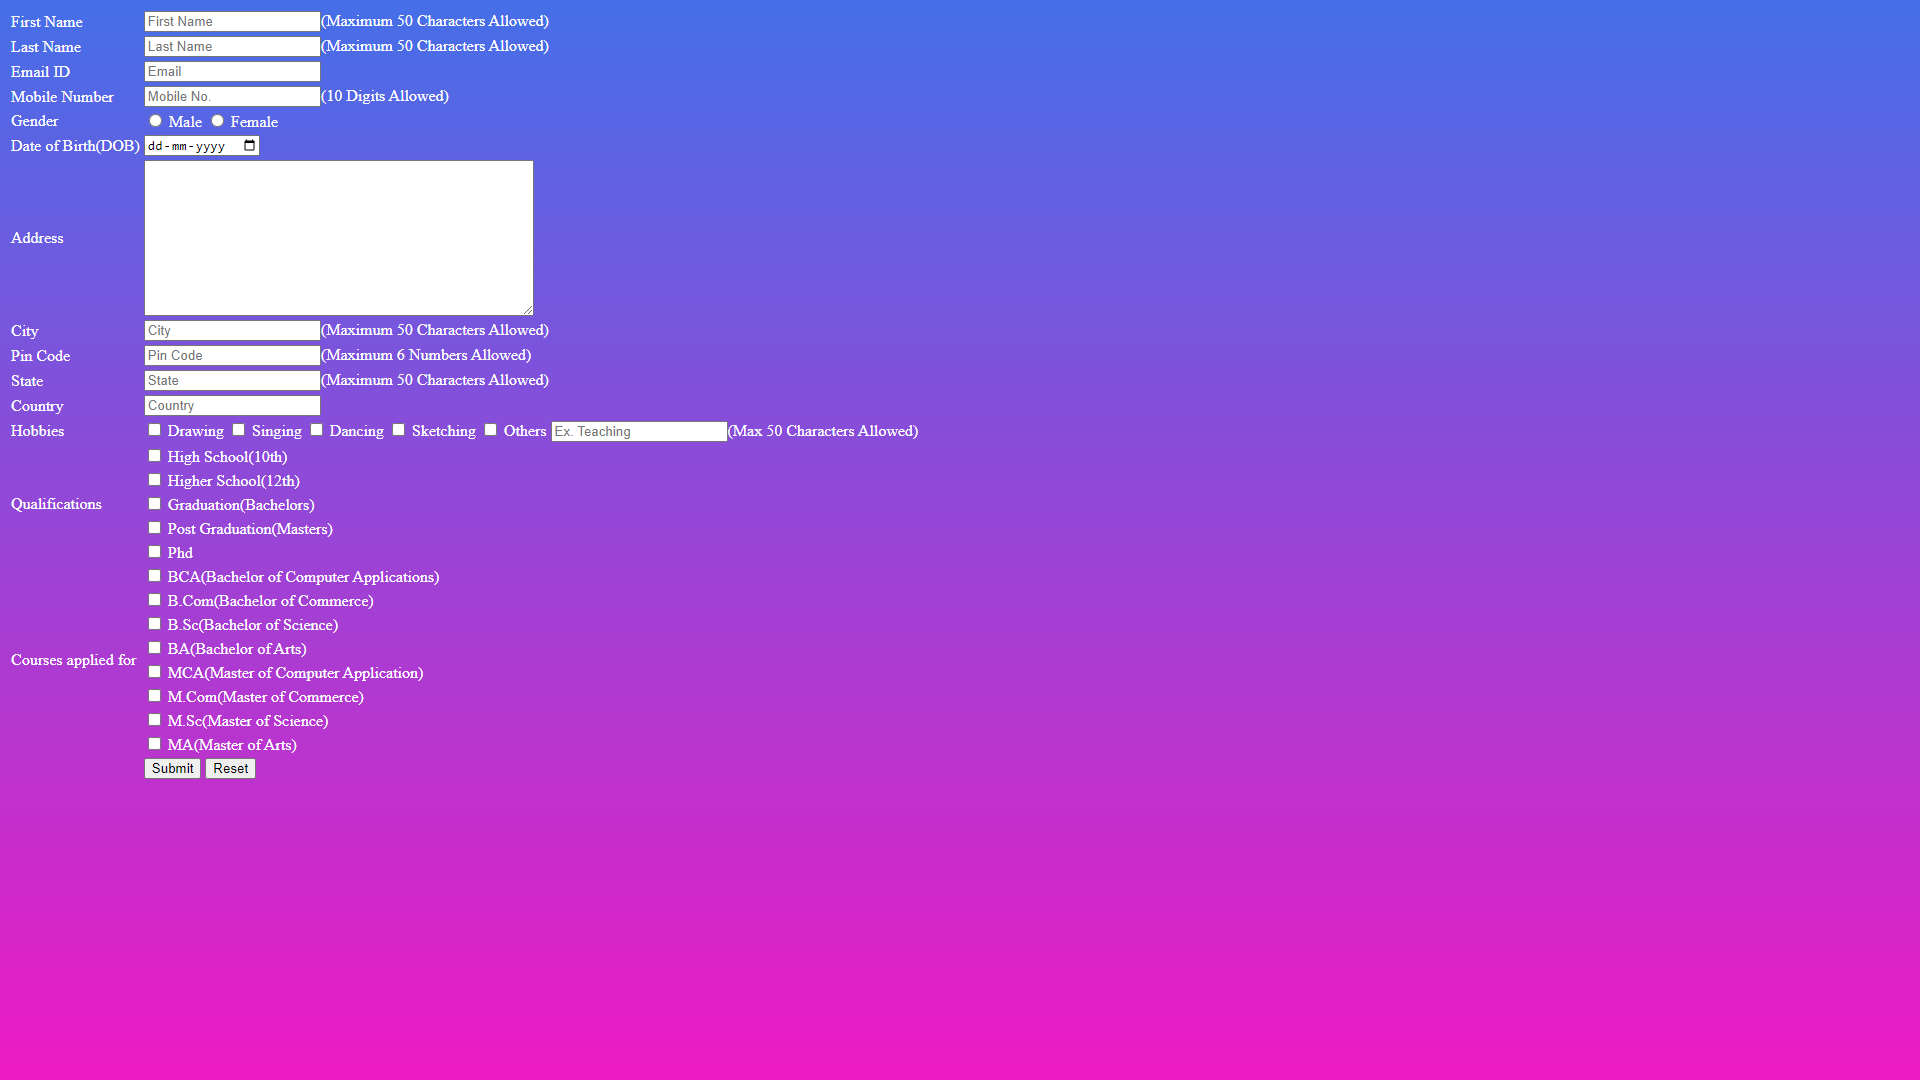 First Name First Name (Maximum 50 Characters Allowed)
Last Name Last Name (Maximum 50 Characters Allowed)
Email ID Email
Mobile Number Mobile No. (10 Digits Allowed)
Gender Male Female
Date of Birth(DOB) dd-mm-yyyy
Address
City City (Maximum 50 Characters Allowed)
Pin Code Pin Code (Maximum 6 Numbers Allowed)
State State (Maximum 50 Characters Allowed)
Country Country
Hobbies Drawing Singing Dancing Sketching Others Ex. Teaching (Max 50 Characters Allowed)
High School(10th)
Higher School(12th)
Qualifications Graduation(Bachelors)
Post Graduation(Masters)
Phd
BCA(Bachelor of Computer Applications)
B.Com(Bachelor of Commerce)
B.Sc(Bachelor of Science)
BA(Bachelor of Arts)
Courses applied for
MCA(Master of Computer Application)
M.Com(Master of Commerce)
M.Sc(Master of Science)
MA(Master of Arts)
Submit Reset